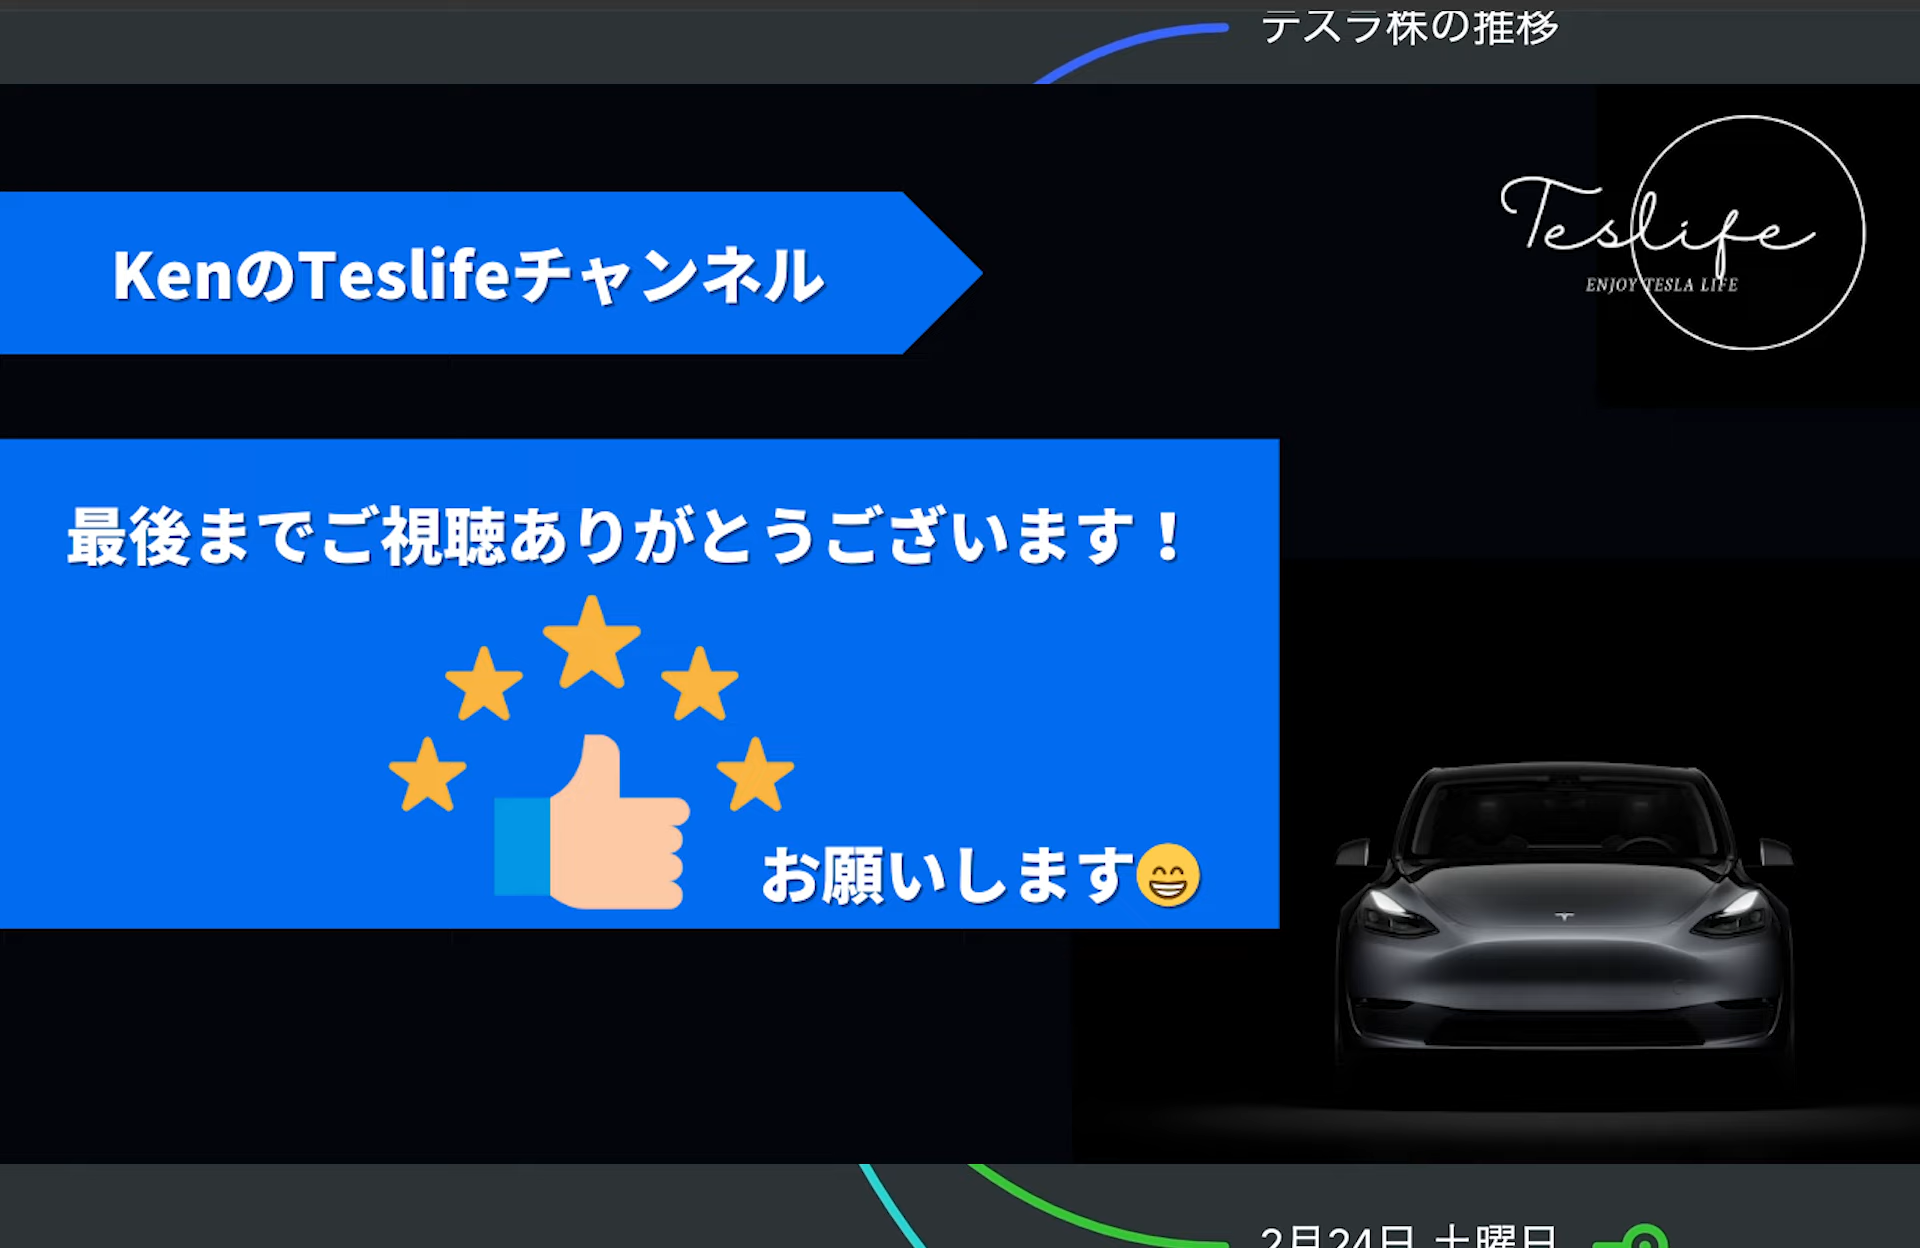 テスラ株の推移
KenのTeslifeチャンネル
Teslife
ENJOY TESLA LIFE
最後までご視聴ありがとうございます！
お願いします😁
2月24日 土曜日